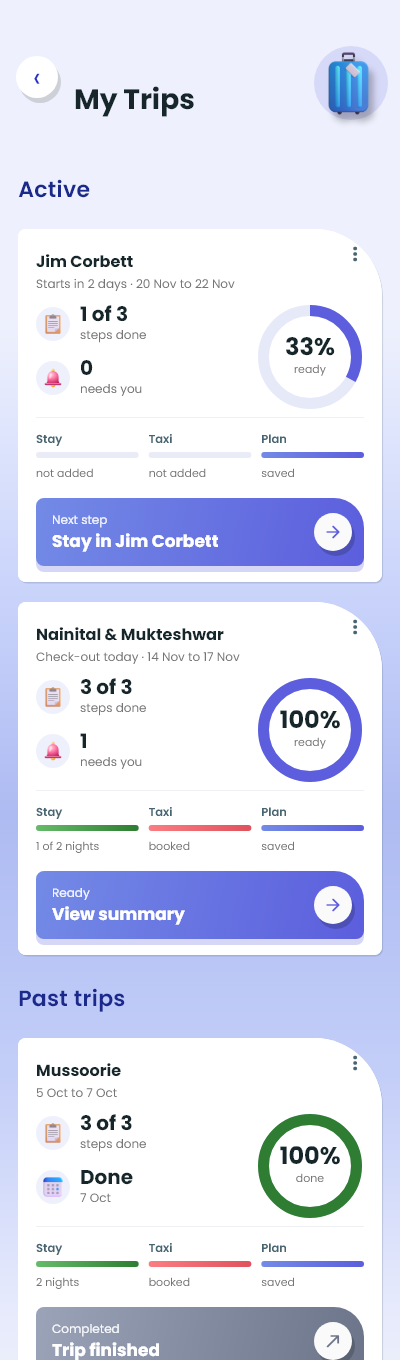 ‹
My Trips
Active
Jim Corbett
Starts in 2 days · 20 Nov to 22 Nov
1 of 3
steps done
33%
ready
0
needs you
Stay Taxi Plan
not added not added saved
Next step
Stay in Jim Corbett
Nainital & Mukteshwar
Check-out today · 14 Nov to 17 Nov
3 of 3
steps done
100%
ready
1
needs you
Stay Taxi Plan
1 of 2 nights booked saved
Ready
View summary
Past trips
Mussoorie
5 Oct to 7 Oct
3 of 3
steps done
100%
done
Done
7 Oct
Stay Taxi Plan
2 nights booked saved
Completed
Trip finished